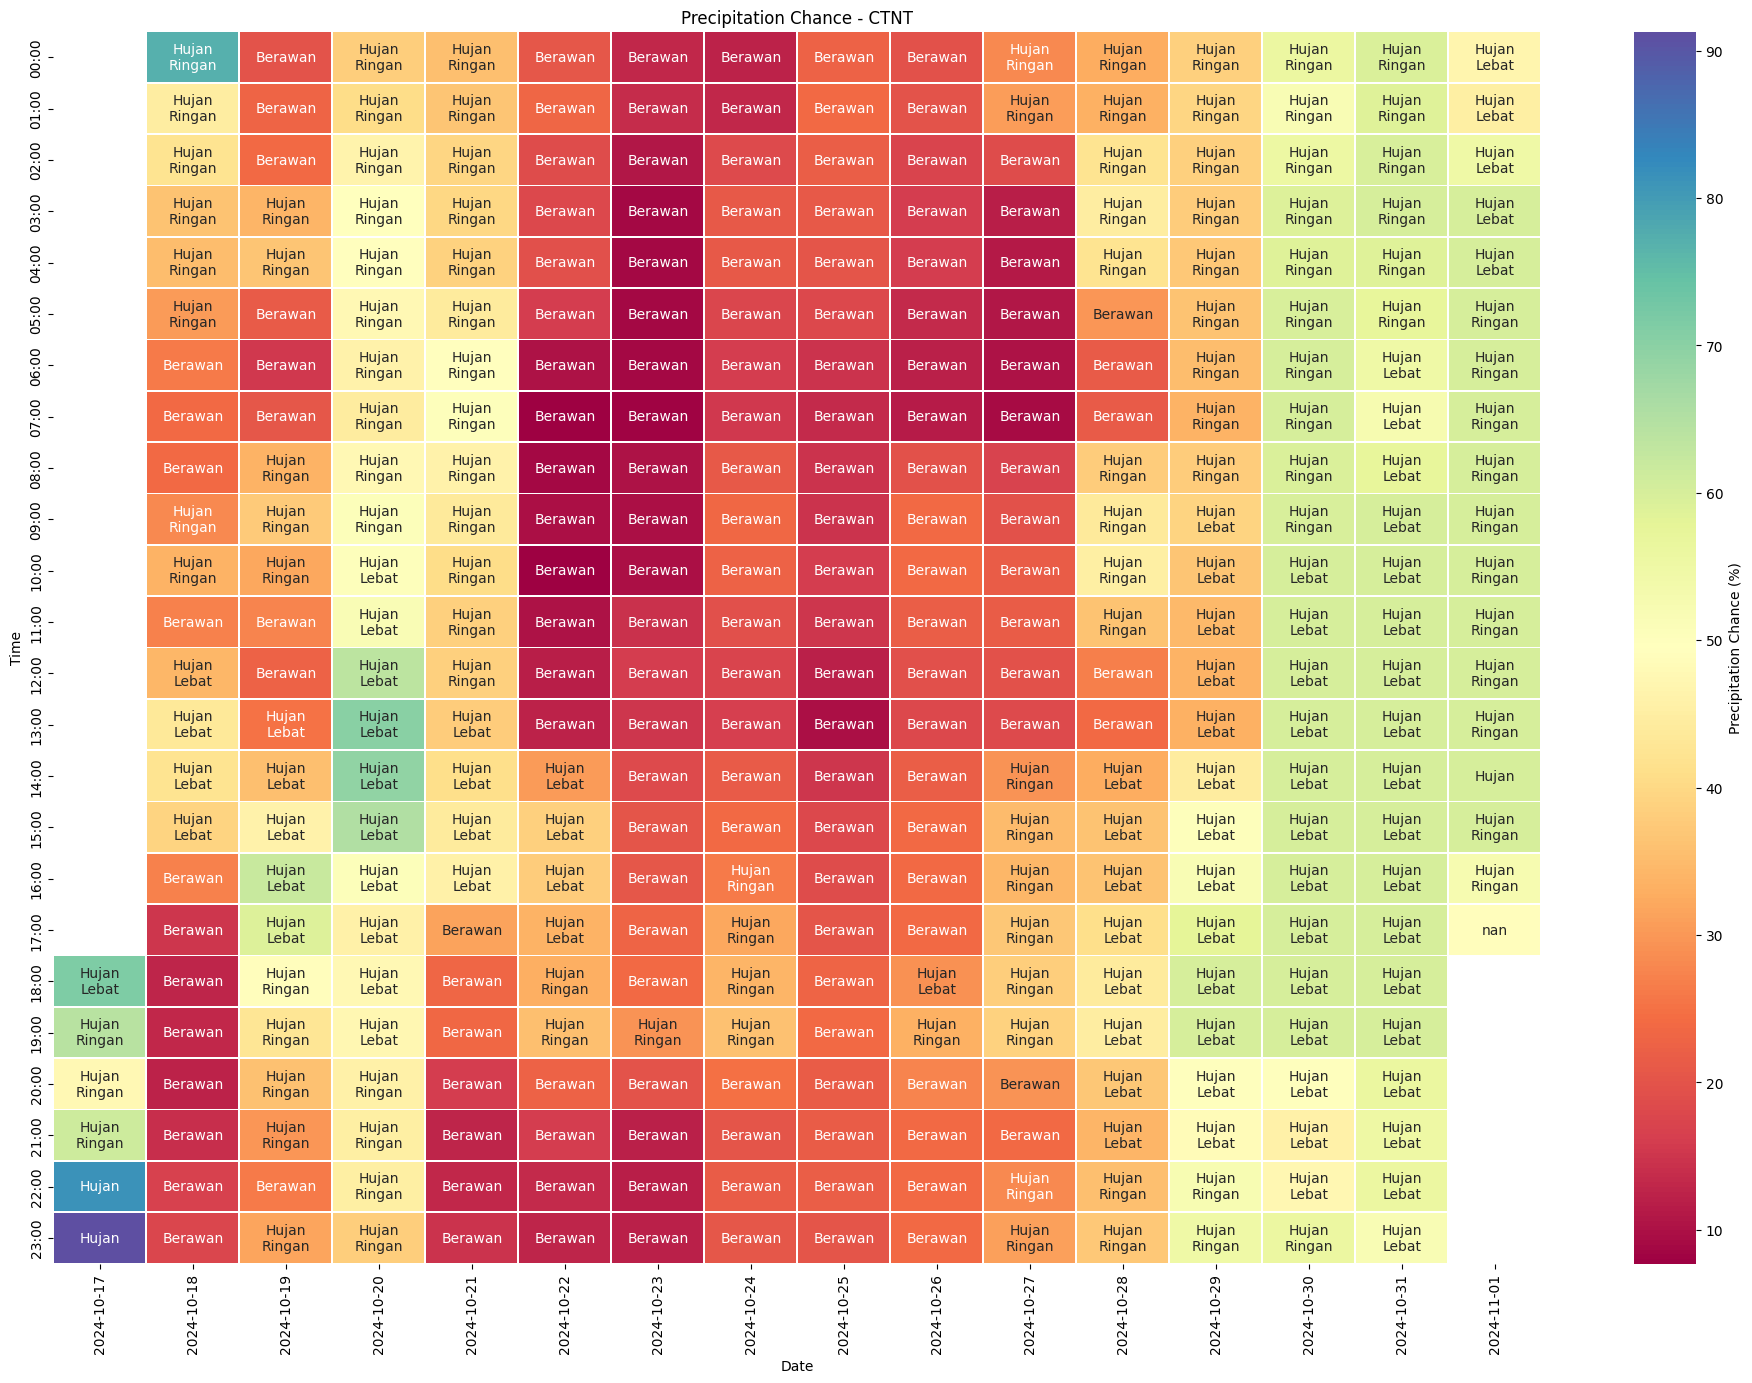 Precipitation Chance - CTNT
00:00 Hujan Ringan Berawan Hujan Ringan Hujan Ringan Berawan Berawan Berawan Berawan Berawan Hujan Ringan Hujan Ringan Hujan Ringan Hujan Ringan Hujan Ringan Hujan Lebat
01:00 Hujan Ringan Berawan Hujan Ringan Hujan Ringan Berawan Berawan Berawan Berawan Berawan Hujan Ringan Hujan Ringan Hujan Ringan Hujan Ringan Hujan Ringan Hujan Lebat
02:00 Hujan Ringan Berawan Hujan Ringan Hujan Ringan Berawan Berawan Berawan Berawan Berawan Berawan Hujan Ringan Hujan Ringan Hujan Ringan Hujan Ringan Hujan Lebat
03:00 Hujan Ringan Hujan Ringan Hujan Ringan Hujan Ringan Berawan Berawan Berawan Berawan Berawan Berawan Hujan Ringan Hujan Ringan Hujan Ringan Hujan Ringan Hujan Lebat
04:00 Hujan Ringan Hujan Ringan Hujan Ringan Hujan Ringan Berawan Berawan Berawan Berawan Berawan Berawan Hujan Ringan Hujan Ringan Hujan Ringan Hujan Ringan Hujan Lebat
05:00 Hujan Ringan Berawan Hujan Ringan Hujan Ringan Berawan Berawan Berawan Berawan Berawan Berawan Berawan Hujan Ringan Hujan Ringan Hujan Ringan Hujan Ringan
06:00 Berawan Berawan Hujan Ringan Hujan Ringan Berawan Berawan Berawan Berawan Berawan Berawan Berawan Hujan Ringan Hujan Ringan Hujan Lebat Hujan Ringan
07:00 Berawan Berawan Hujan Ringan Hujan Ringan Berawan Berawan Berawan Berawan Berawan Berawan Berawan Hujan Ringan Hujan Ringan Hujan Lebat Hujan Ringan
08:00 Berawan Hujan Ringan Hujan Ringan Hujan Ringan Berawan Berawan Berawan Berawan Berawan Berawan Hujan Ringan Hujan Ringan Hujan Ringan Hujan Lebat Hujan Ringan
09:00 Hujan Ringan Hujan Ringan Hujan Ringan Hujan Ringan Berawan Berawan Berawan Berawan Berawan Berawan Hujan Ringan Hujan Lebat Hujan Ringan Hujan Lebat Hujan Ringan
10:00 Hujan Ringan Hujan Ringan Hujan Lebat Hujan Ringan Berawan Berawan Berawan Berawan Berawan Berawan Hujan Ringan Hujan Lebat Hujan Lebat Hujan Lebat Hujan Ringan
11:00 Berawan Berawan Hujan Lebat Hujan Ringan Berawan Berawan Berawan Berawan Berawan Berawan Hujan Ringan Hujan Lebat Hujan Lebat Hujan Lebat Hujan Ringan
12:00 Hujan Lebat Berawan Hujan Lebat Hujan Ringan Berawan Berawan Berawan Berawan Berawan Berawan Berawan Hujan Lebat Hujan Lebat Hujan Lebat Hujan Ringan
13:00 Hujan Lebat Hujan Lebat Hujan Lebat Hujan Lebat Berawan Berawan Berawan Berawan Berawan Berawan Berawan Hujan Lebat Hujan Lebat Hujan Lebat Hujan Ringan
14:00 Hujan Lebat Hujan Lebat Hujan Lebat Hujan Lebat Hujan Lebat Berawan Berawan Berawan Berawan Hujan Ringan Hujan Lebat Hujan Lebat Hujan Lebat Hujan Lebat Hujan
15:00 Hujan Lebat Hujan Lebat Hujan Lebat Hujan Lebat Hujan Lebat Berawan Berawan Berawan Berawan Hujan Ringan Hujan Lebat Hujan Lebat Hujan Lebat Hujan Lebat Hujan Ringan
16:00 Berawan Hujan Lebat Hujan Lebat Hujan Lebat Hujan Lebat Berawan Hujan Ringan Berawan Berawan Hujan Ringan Hujan Lebat Hujan Lebat Hujan Lebat Hujan Lebat Hujan Ringan
17:00 Berawan Hujan Lebat Hujan Lebat Berawan Hujan Lebat Berawan Hujan Ringan Berawan Berawan Hujan Ringan Hujan Lebat Hujan Lebat Hujan Lebat Hujan Lebat nan
18:00 Hujan Lebat Berawan Hujan Ringan Hujan Lebat Berawan Hujan Ringan Berawan Hujan Ringan Berawan Hujan Lebat Hujan Ringan Hujan Lebat Hujan Lebat Hujan Lebat Hujan Lebat
19:00 Hujan Ringan Berawan Hujan Ringan Hujan Lebat Berawan Hujan Ringan Hujan Ringan Hujan Ringan Berawan Hujan Ringan Hujan Ringan Hujan Lebat Hujan Lebat Hujan Lebat Hujan Lebat
20:00 Hujan Ringan Berawan Hujan Ringan Hujan Ringan Berawan Berawan Berawan Berawan Berawan Berawan Berawan Hujan Lebat Hujan Lebat Hujan Lebat Hujan Lebat
21:00 Hujan Ringan Berawan Hujan Ringan Hujan Ringan Berawan Berawan Berawan Berawan Berawan Berawan Berawan Hujan Lebat Hujan Lebat Hujan Lebat Hujan Lebat
22:00 Hujan Berawan Berawan Hujan Ringan Berawan Berawan Berawan Berawan Berawan Berawan Hujan Ringan Hujan Ringan Hujan Ringan Hujan Lebat Hujan Lebat
23:00 Hujan Berawan Hujan Ringan Hujan Ringan Berawan Berawan Berawan Berawan Berawan Berawan Hujan Ringan Hujan Ringan Hujan Ringan Hujan Ringan Hujan Lebat
Time
2024-10-17 2024-10-18 2024-10-19 2024-10-20 2024-10-21 2024-10-22 2024-10-23 2024-10-24 2024-10-25 2024-10-26 2024-10-27 2024-10-28 2024-10-29 2024-10-30 2024-10-31 2024-11-01
Date
90
80
70
60
50
40
30
20
10
Precipitation Chance (%)